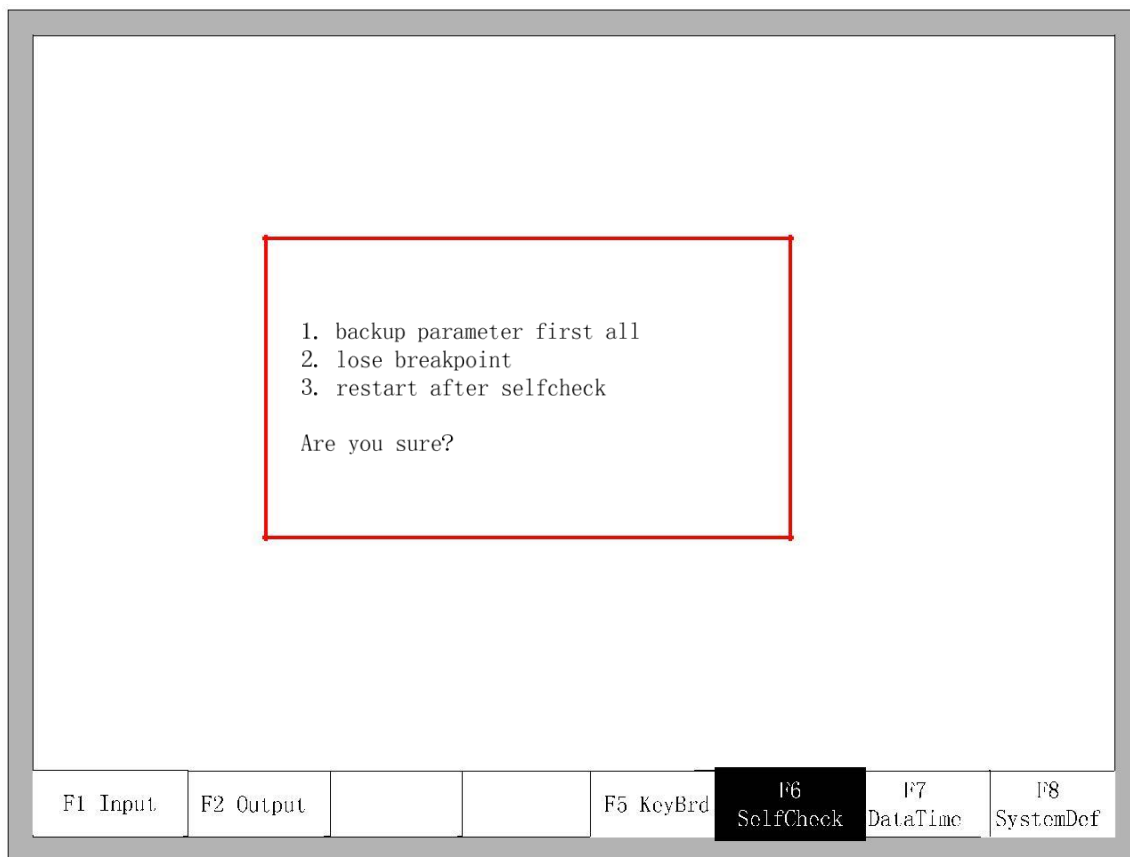 1. backup parameter first all
2. lose breakpoint
3. restart after selfcheck
Are you sure?
F1 Input
F2 Output
F5 KeyBrd
F6
SelfCheck
F7
DataTime
F8
SystemDef